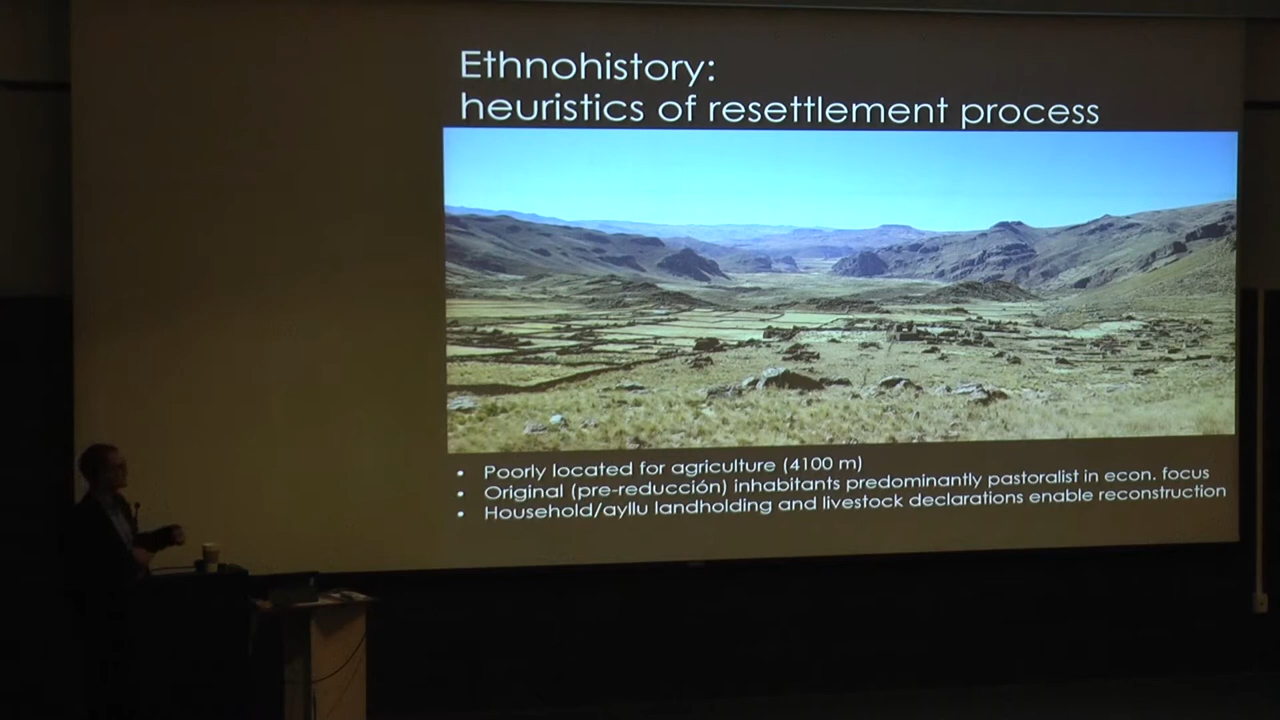 Ethnohistory:
heuristics of resettlement process
• Poorly located for agriculture (4100 m)
• Original (pre-reducción) inhabitants predominantly pastoralist in econ. focus
• Household/ayllu landholding and livestock declarations enable reconstruction